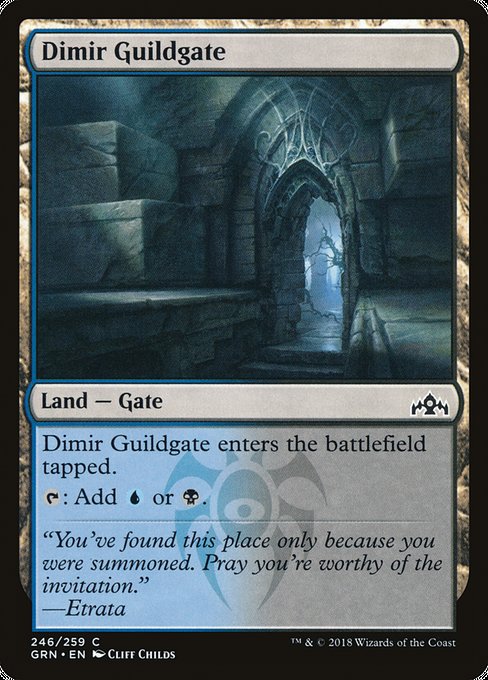 Dimir Guildgate
Land — Gate
Dimir Guildgate enters the battlefield
tapped.
: Add or .
“You’ve found this place only because you
were summoned. Pray you’re worthy of the
invitation.”
—Etrata
246/259 C
GRN • EN Cliff Childs
™ & © 2018 Wizards of the Coast